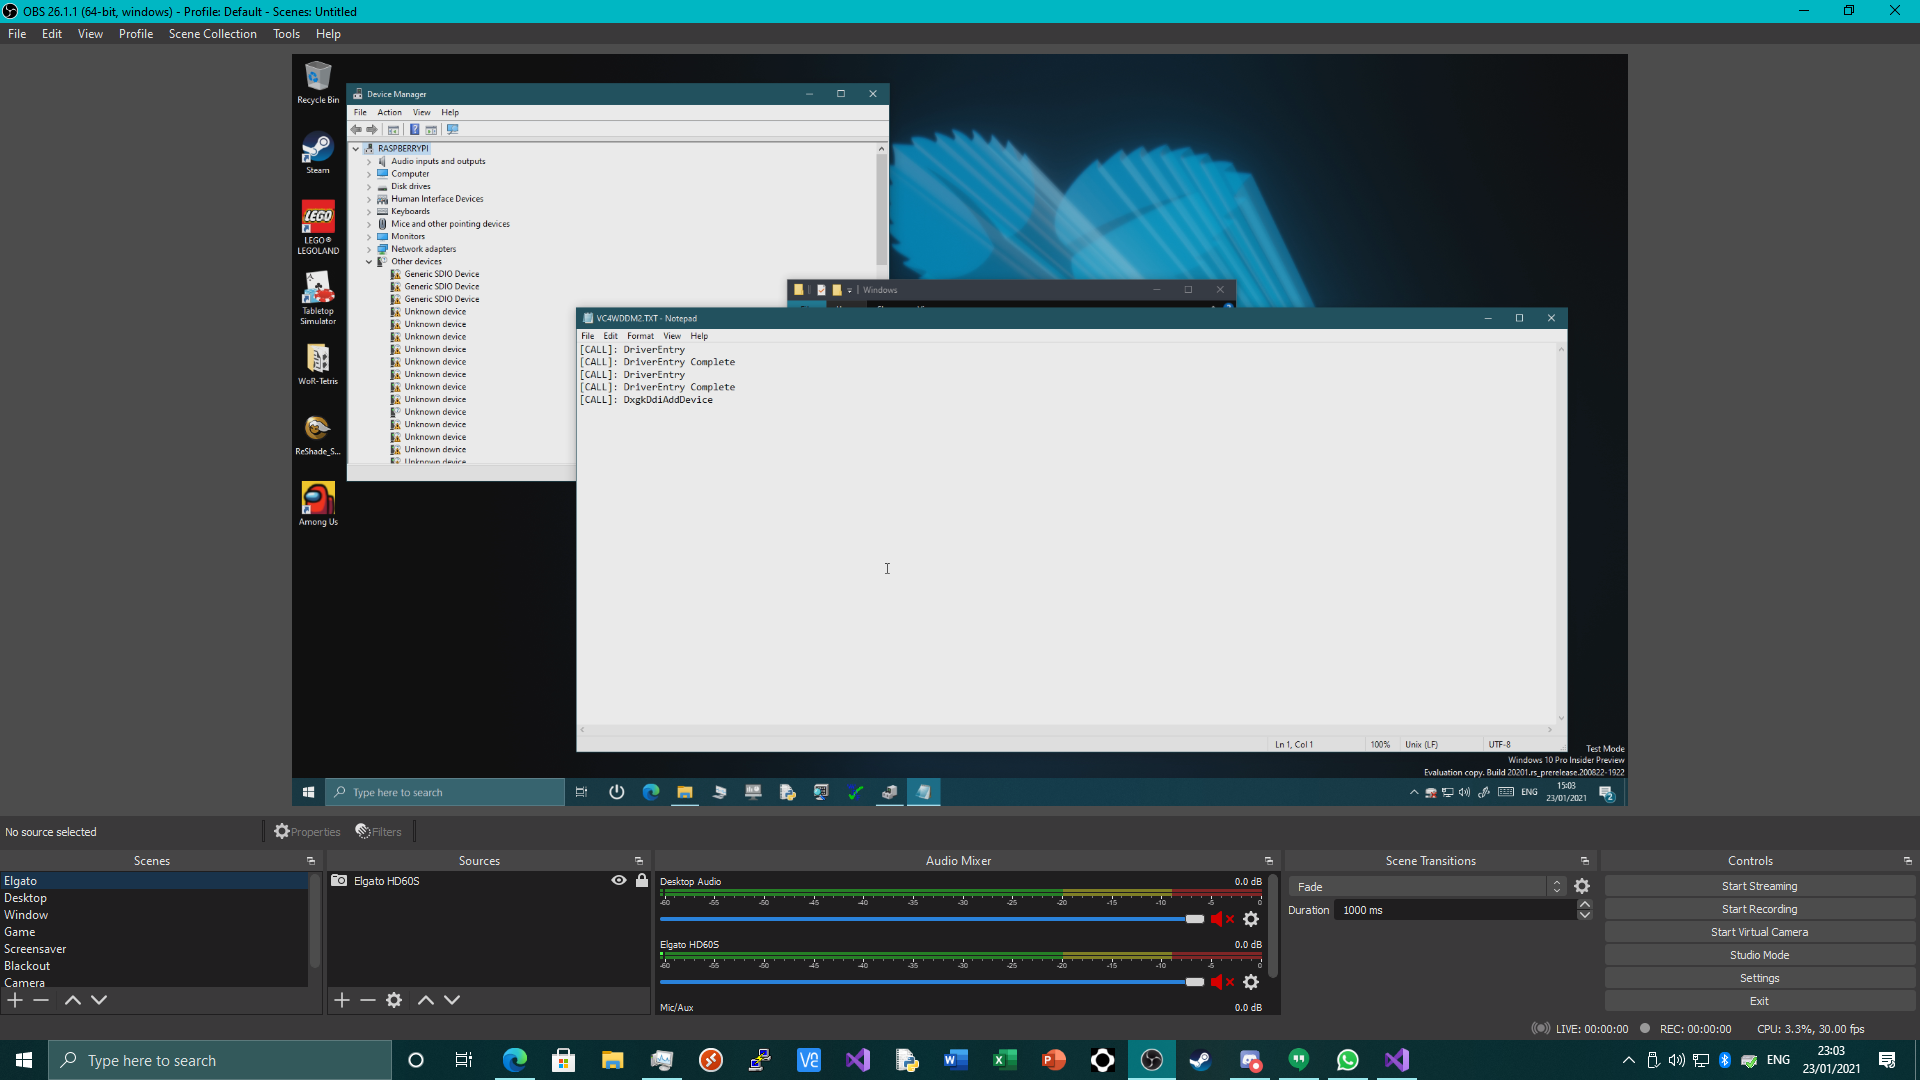 OBS 26.1.1 (64-bit, windows) - Profile: Default - Scenes: Untitled
File Edit View Profile Scene Collection Tools Help
Recycle Bin
Steam
LEGO
LEGO®
LEGOLAND
Tabletop
Simulator
WoR-Tetris
ReShade_S...
Among Us
Device Manager
File Action View Help
RASPBERRYPI
Audio inputs and outputs
Computer
Disk drives
Human Interface Devices
Keyboards
Mice and other pointing devices
Monitors
Network adapters
Other devices
Generic SDIO Device
Generic SDIO Device
Generic SDIO Device
Unknown device
Unknown device
Unknown device
Unknown device
Unknown device
Unknown device
Unknown device
Unknown device
Unknown device
Unknown device
Unknown device
Unknown device
Unknown device
Windows
VC4WDDM2.TXT - Notepad
File Edit Format View Help
[CALL]: DriverEntry
[CALL]: DriverEntry Complete
[CALL]: DriverEntry
[CALL]: DriverEntry Complete
[CALL]: DxgkDdiAddDevice
Ln 1, Col 1 100% Unix (LF) UTF-8
Test Mode
Windows 10 Pro Insider Preview
Evaluation copy. Build 20201.rs_prerelease.200822-1922
Type here to search
ENG
15:03
23/01/2021
2
No source selected
Properties Filters
Scenes
Elgato
Desktop
Window
Game
Screensaver
Blackout
Camera
Sources
Elgato HD60S
Audio Mixer
Desktop Audio 0.0 dB
-60 -55 -50 -45 -40 -35 -30 -25 -20 -15 -10 -5 0
Elgato HD60S 0.0 dB
-60 -55 -50 -45 -40 -35 -30 -25 -20 -15 -10 -5 0
Mic/Aux 0.0 dB
Scene Transitions
Fade
Duration 1000 ms
Controls
Start Streaming
Start Recording
Start Virtual Camera
Studio Mode
Settings
Exit
LIVE: 00:00:00 REC: 00:00:00 CPU: 3.3%, 30.00 fps
Type here to search
ENG
23:03
23/01/2021